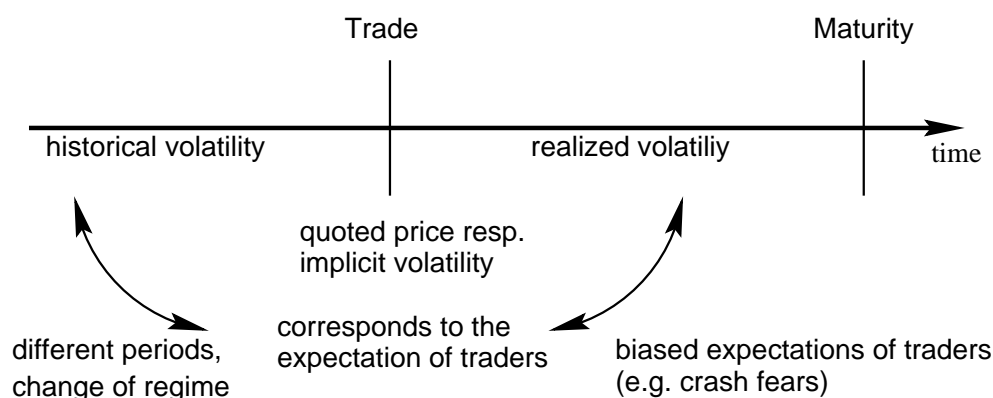 Trade
Maturity
historical volatility
realized volatiliy
time
quoted price resp.
implicit volatility
corresponds to the
expectation of traders
different periods,
change of regime
biased expectations of traders
(e.g. crash fears)